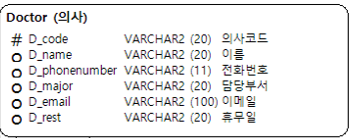 Doctor (의사)
# D_code VARCHAR2 (20) 의사코드
o D_name VARCHAR2 (20) 이름
o D_phonenumber VARCHAR2 (11) 전화번호
o D_major VARCHAR2 (20) 담당부서
o D_email VARCHAR2 (100) 이메일
o D_rest VARCHAR2 (20) 휴무일